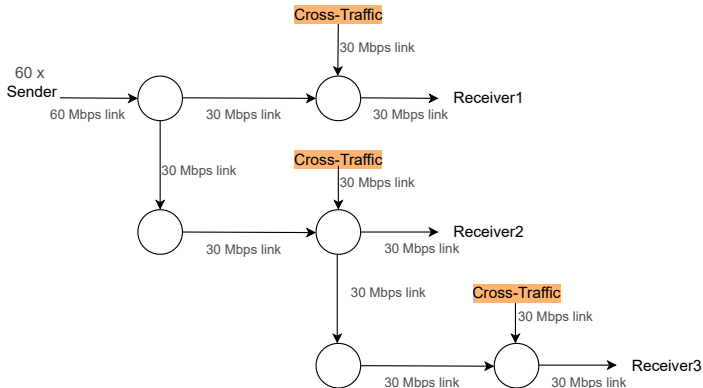 Cross-Traffic
30 Mbps link
60 x
Sender
60 Mbps link
30 Mbps link
30 Mbps link
Receiver1
30 Mbps link
Cross-Traffic
30 Mbps link
30 Mbps link
30 Mbps link
Receiver2
30 Mbps link
Cross-Traffic
30 Mbps link
30 Mbps link
30 Mbps link
Receiver3